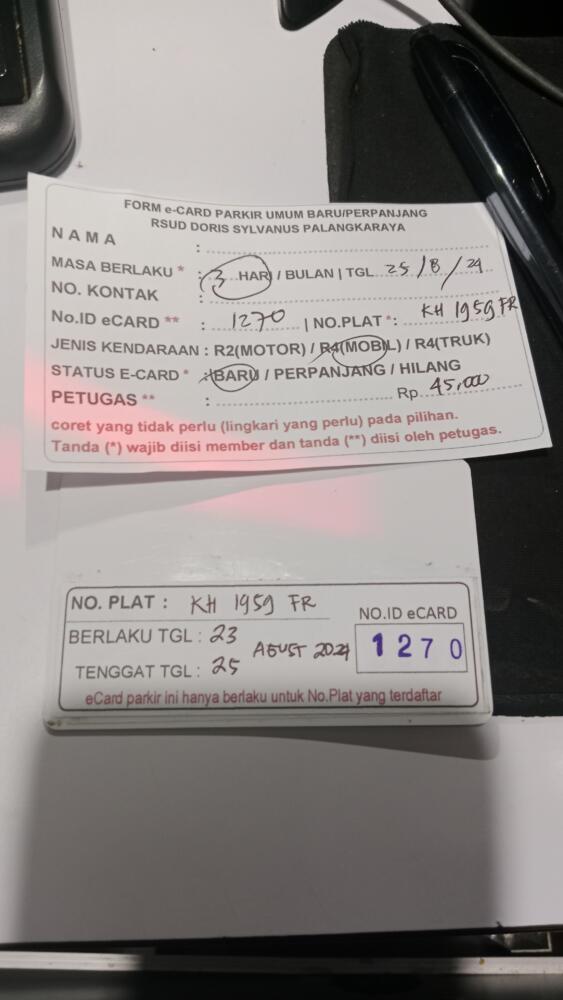 FORM e-CARD PARKIR UMUM BARU/PERPANJANG
RSUD DORIS SYLVANUS PALANGKARAYA
NAMA :
MASA BERLAKU * : 3 HARI / BULAN | TGL 25/8/24
NO. KONTAK :
No.ID eCARD ** : 1270 | NO.PLAT *: KH 1959 FR
JENIS KENDARAAN : R2(MOTOR) / R4(MOBIL) / R4(TRUK)
STATUS E-CARD * : BARU / PERPANJANG / HILANG
PETUGAS ** : Rp 45,000
coret yang tidak perlu (lingkari yang perlu) pada pilihan.
Tanda (*) wajib diisi member dan tanda (**) diisi oleh petugas.
NO. PLAT : KH 1959 FR
NO.ID eCARD
BERLAKU TGL : 23
AGUST 2024
1270
TENGGAT TGL : 25
eCard parkir ini hanya berlaku untuk No.Plat yang terdaftar